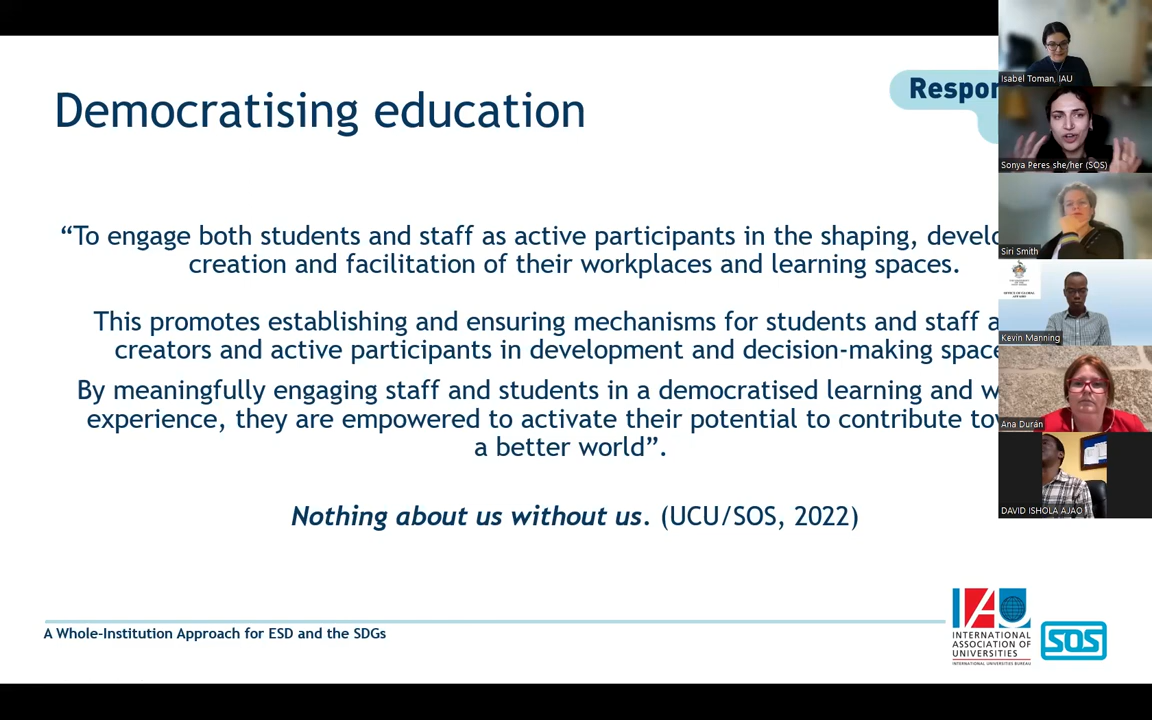 Democratising education
Respon
“To engage both students and staff as active participants in the shaping,
creation and facilitation of their workplaces and learning spaces.
This promotes establishing and ensuring mechanisms for students and staff
creators and active participants in development and decision-making
By meaningfully engaging staff and students in a democratised learning and
experience, they are empowered to activate their potential to contribute
a better world”.
Nothing about us without us. (UCU/SOS, 2022)
A Whole-Institution Approach for ESD and the SDGs
IAU
INTERNATIONAL
ASSOCIATION OF
UNIVERSITIES
INTERNATIONAL UNIVERSITIES BUREAU
SOS
Isabel Toman, IAU
Sonya Peres she/her (SOS)
Siri Smith
Kevin Manning
Ana Durán
DAVID ISHOLA AJAO